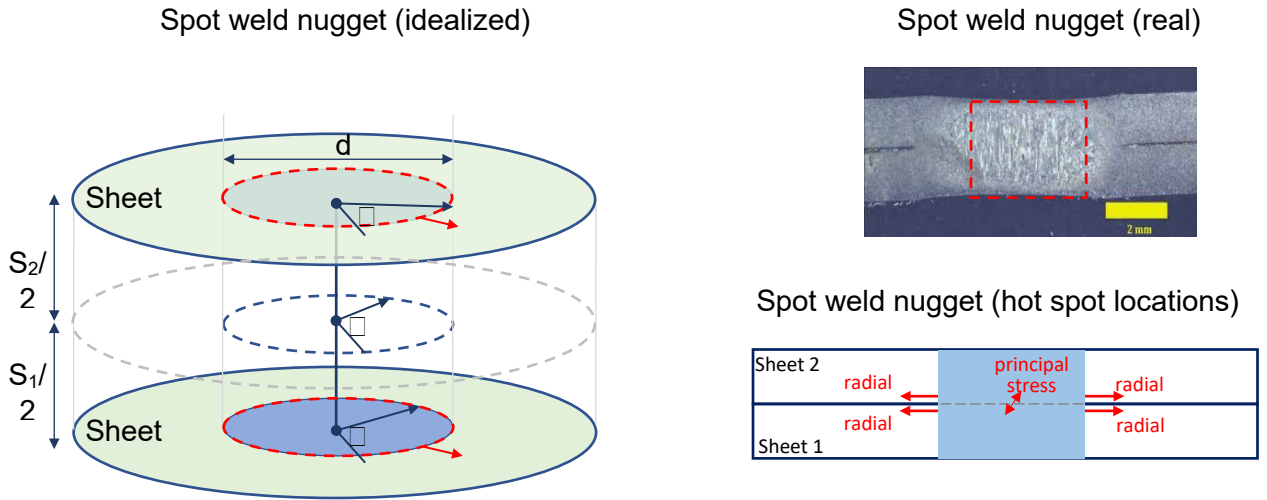 Spot weld nugget (idealized)
d
Sheet
S2/
2
S1/
2
Sheet
Spot weld nugget (real)
2 mm
Spot weld nugget (hot spot locations)
Sheet 2
principal
stress
radial
radial
radial
radial
Sheet 1